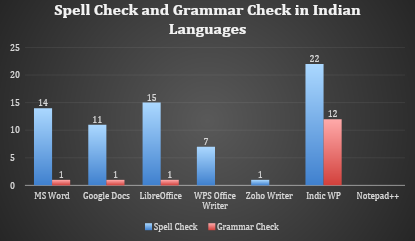 Spell Check and Grammar Check in Indian
Languages
25
20
15
10
5
0
14
1
11
1
15
1
7
1
22
12
MS Word
Google Docs
LibreOffice
WPS Office
Writer
Zoho Writer
Indic WP
Notepad++
Spell Check
Grammar Check